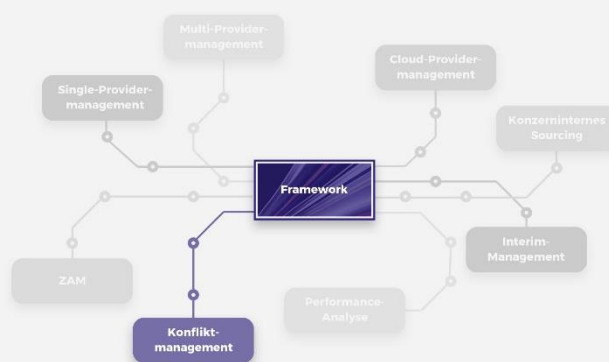 Multi-Provider-
management
Cloud-Provider-
management
Single-Provider-
management
Konzerninternes
Sourcing
Framework
Interim-
Management
ZAM
Performance-
Analyse
Konflikt-
management